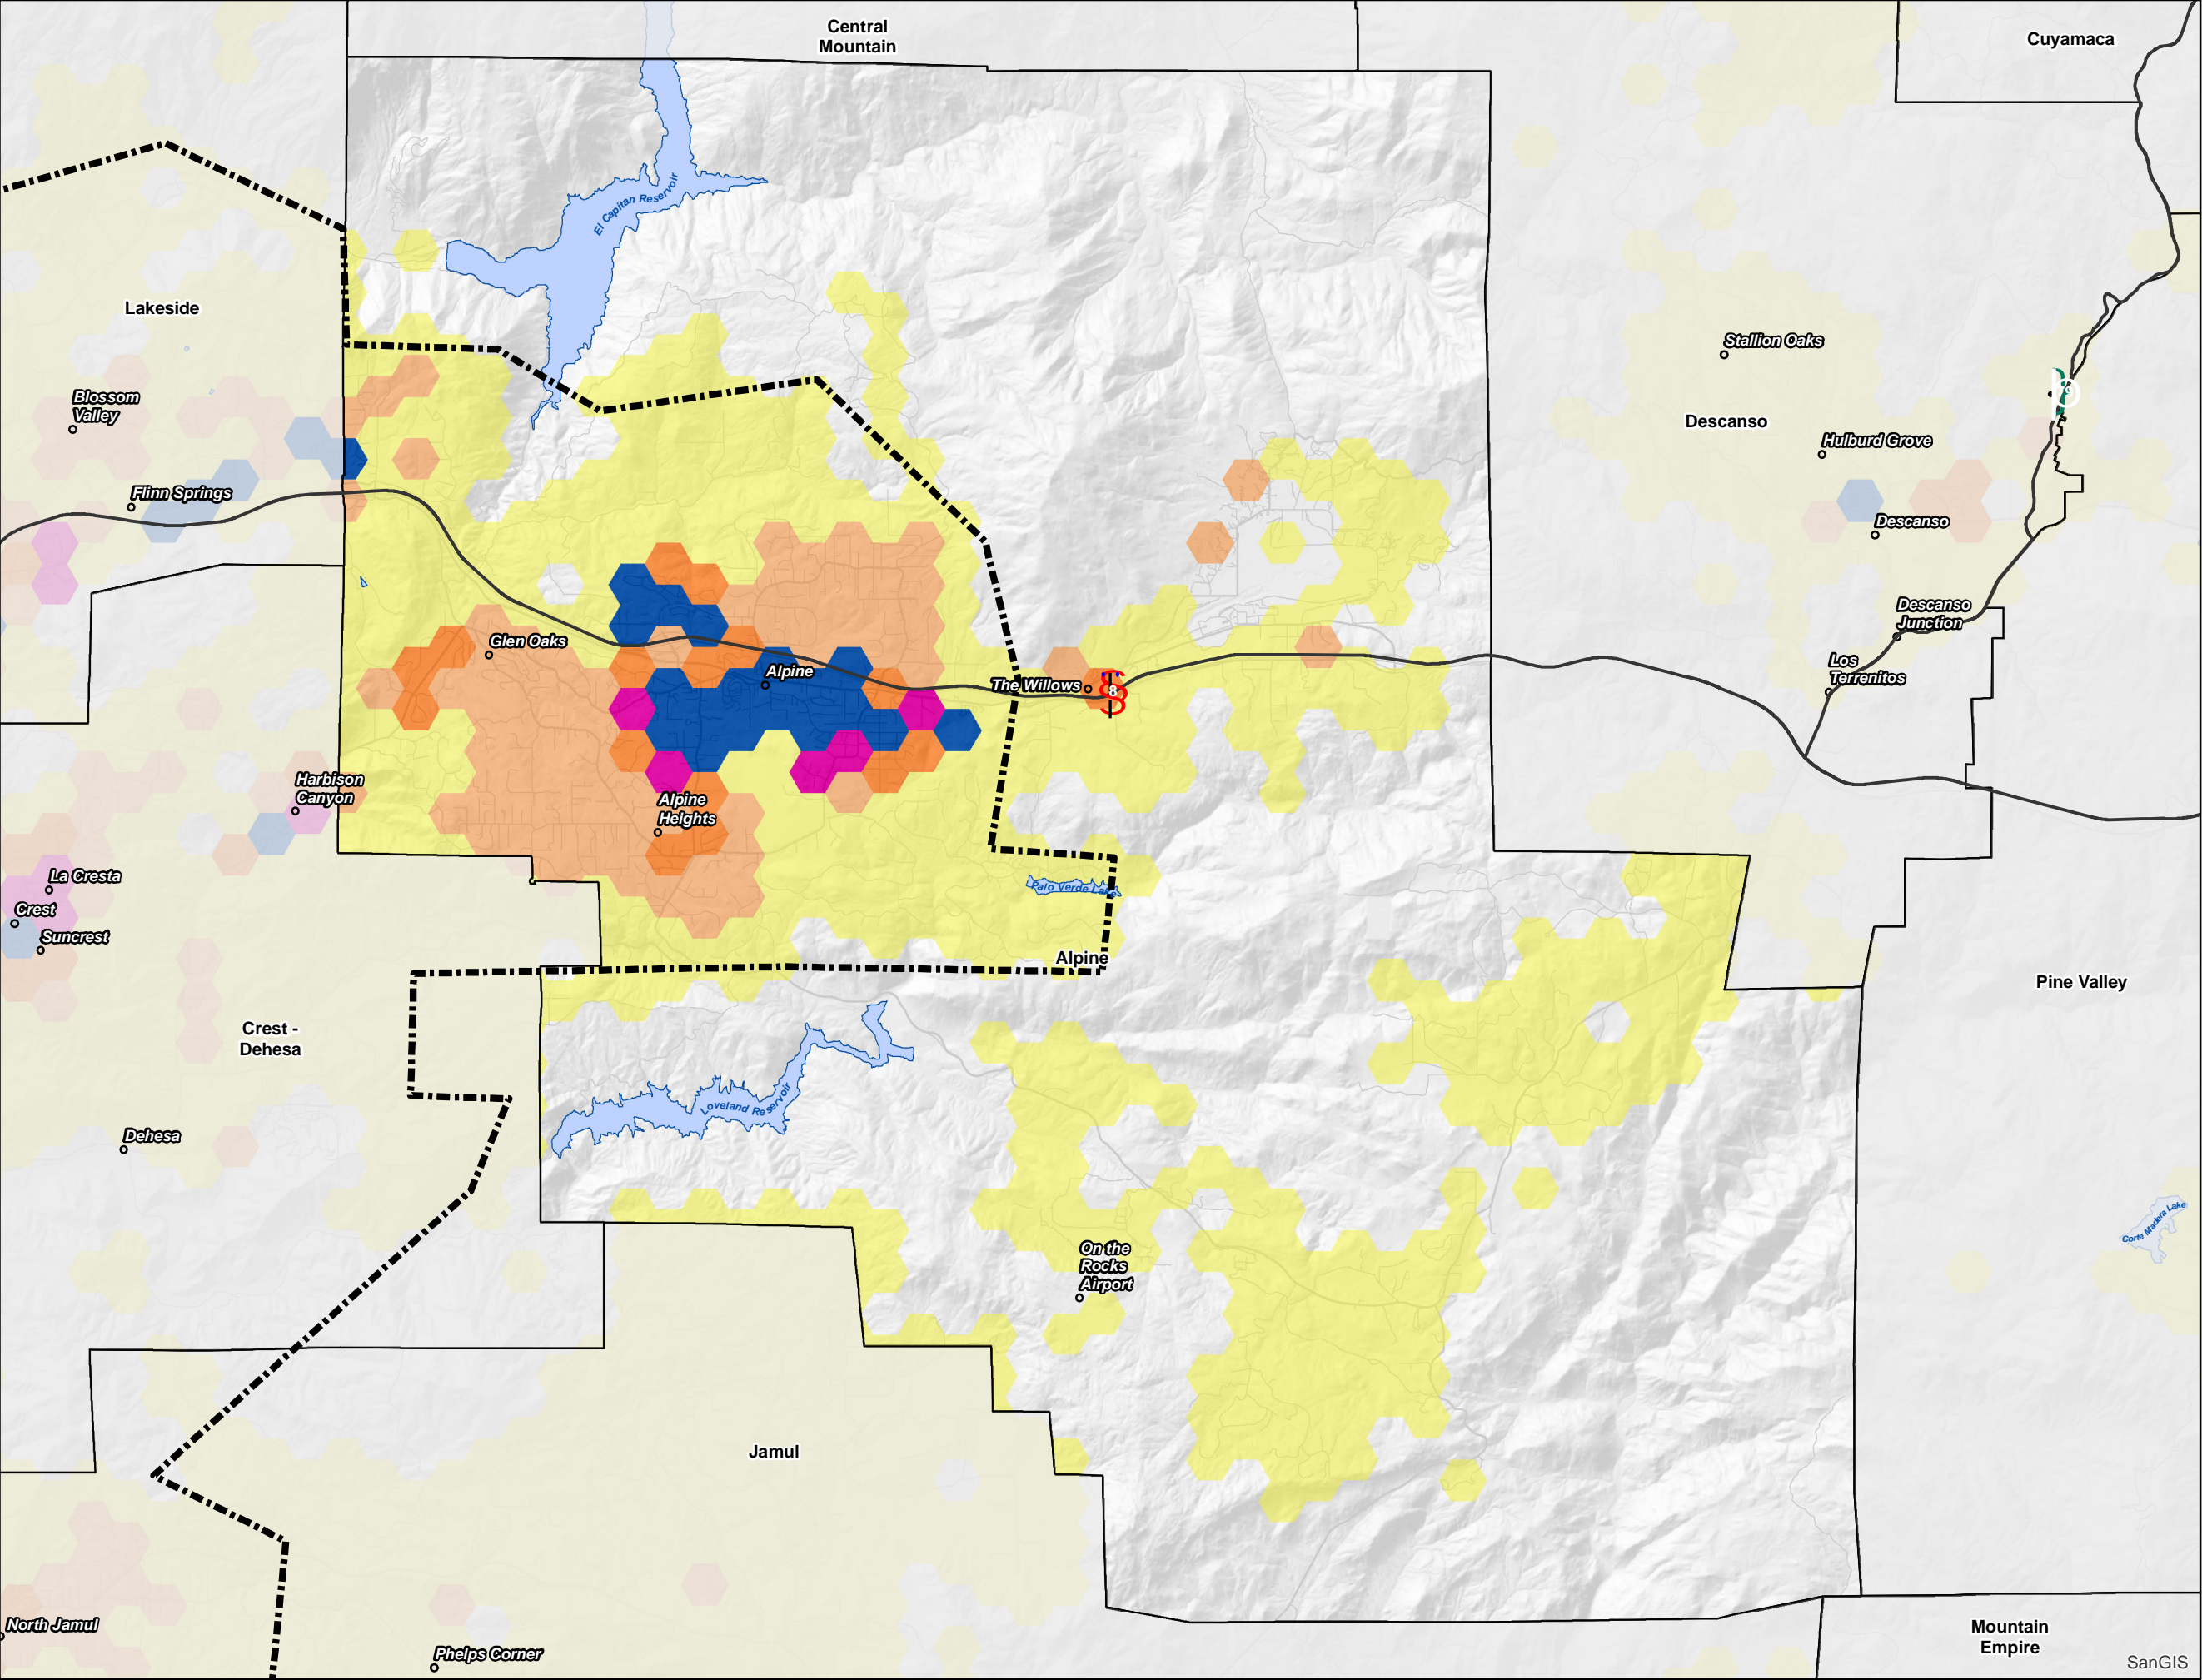 Central
Mountain
Cuyamaca
El Capitan Reservoir
Lakeside
Stallion Oaks
Blossom
Valley
Descanso
Hulburd Grove
Flinn Springs
Descanso
Descanso
Junction
Glen Oaks
Alpine
The Willows
8
Los
Terrenitos
Harbison
Canyon
Alpine
Heights
La Cresta
Palo Verde Lake
Crest
Suncrest
Alpine
Pine Valley
Crest -
Dehesa
Loveland Reservoir
Dehesa
Corte Madera Lake
On the
Rocks
Airport
Jamul
North Jamul
Mountain
Empire
Phelps Corner
SanGIS